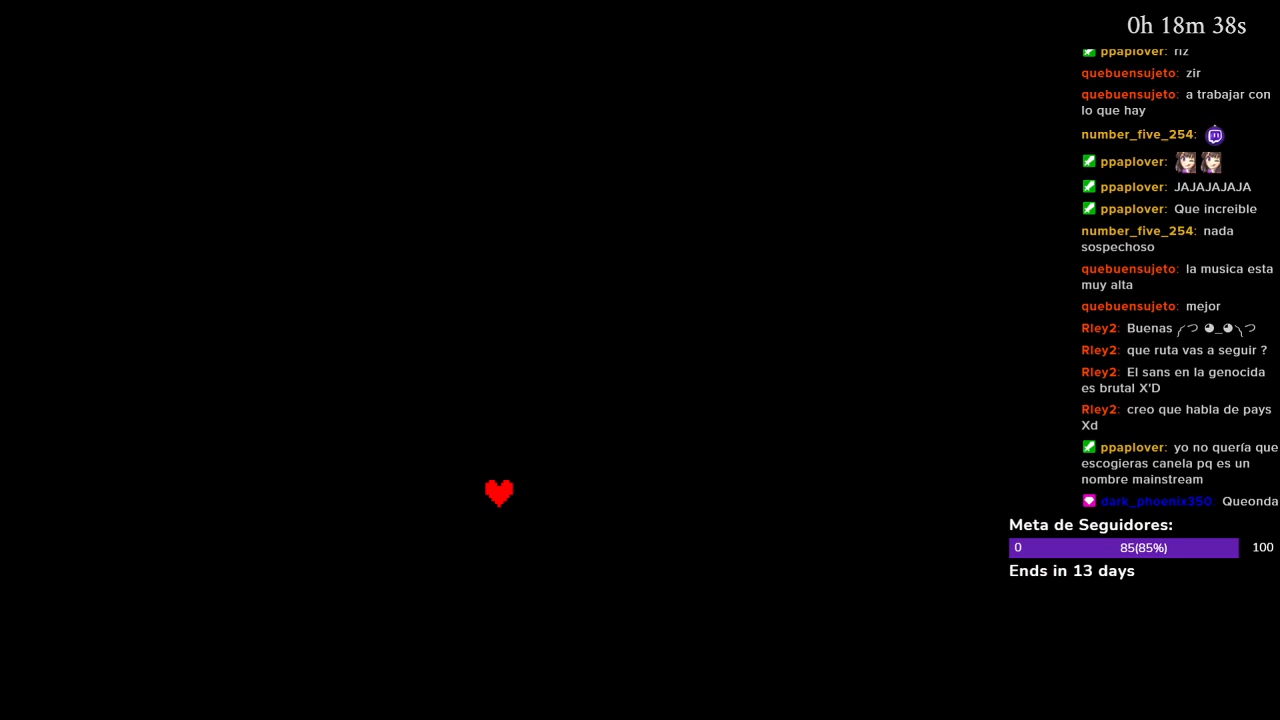 0h 18m 38s
ppaplover: riz
quebuensujeto: zir
quebuensujeto: a trabajar con
lo que hay
number_five_254:
ppaplover:
ppaplover: JAJAJAJAJA
ppaplover: Que increible
number_five_254: nada
sospechoso
quebuensujeto: la musica esta
muy alta
quebuensujeto: mejor
Rley2: Buenas ╭つ ◕_◕╮つ
Rley2: que ruta vas a seguir ?
Rley2: El sans en la genocida
es brutal X'D
Rley2: creo que habla de pays
Xd
ppaplover: yo no quería que
escogieras canela pq es un
nombre mainstream
dark_phoenix350: Queonda
Meta de Seguidores:
0 85(85%) 100
Ends in 13 days